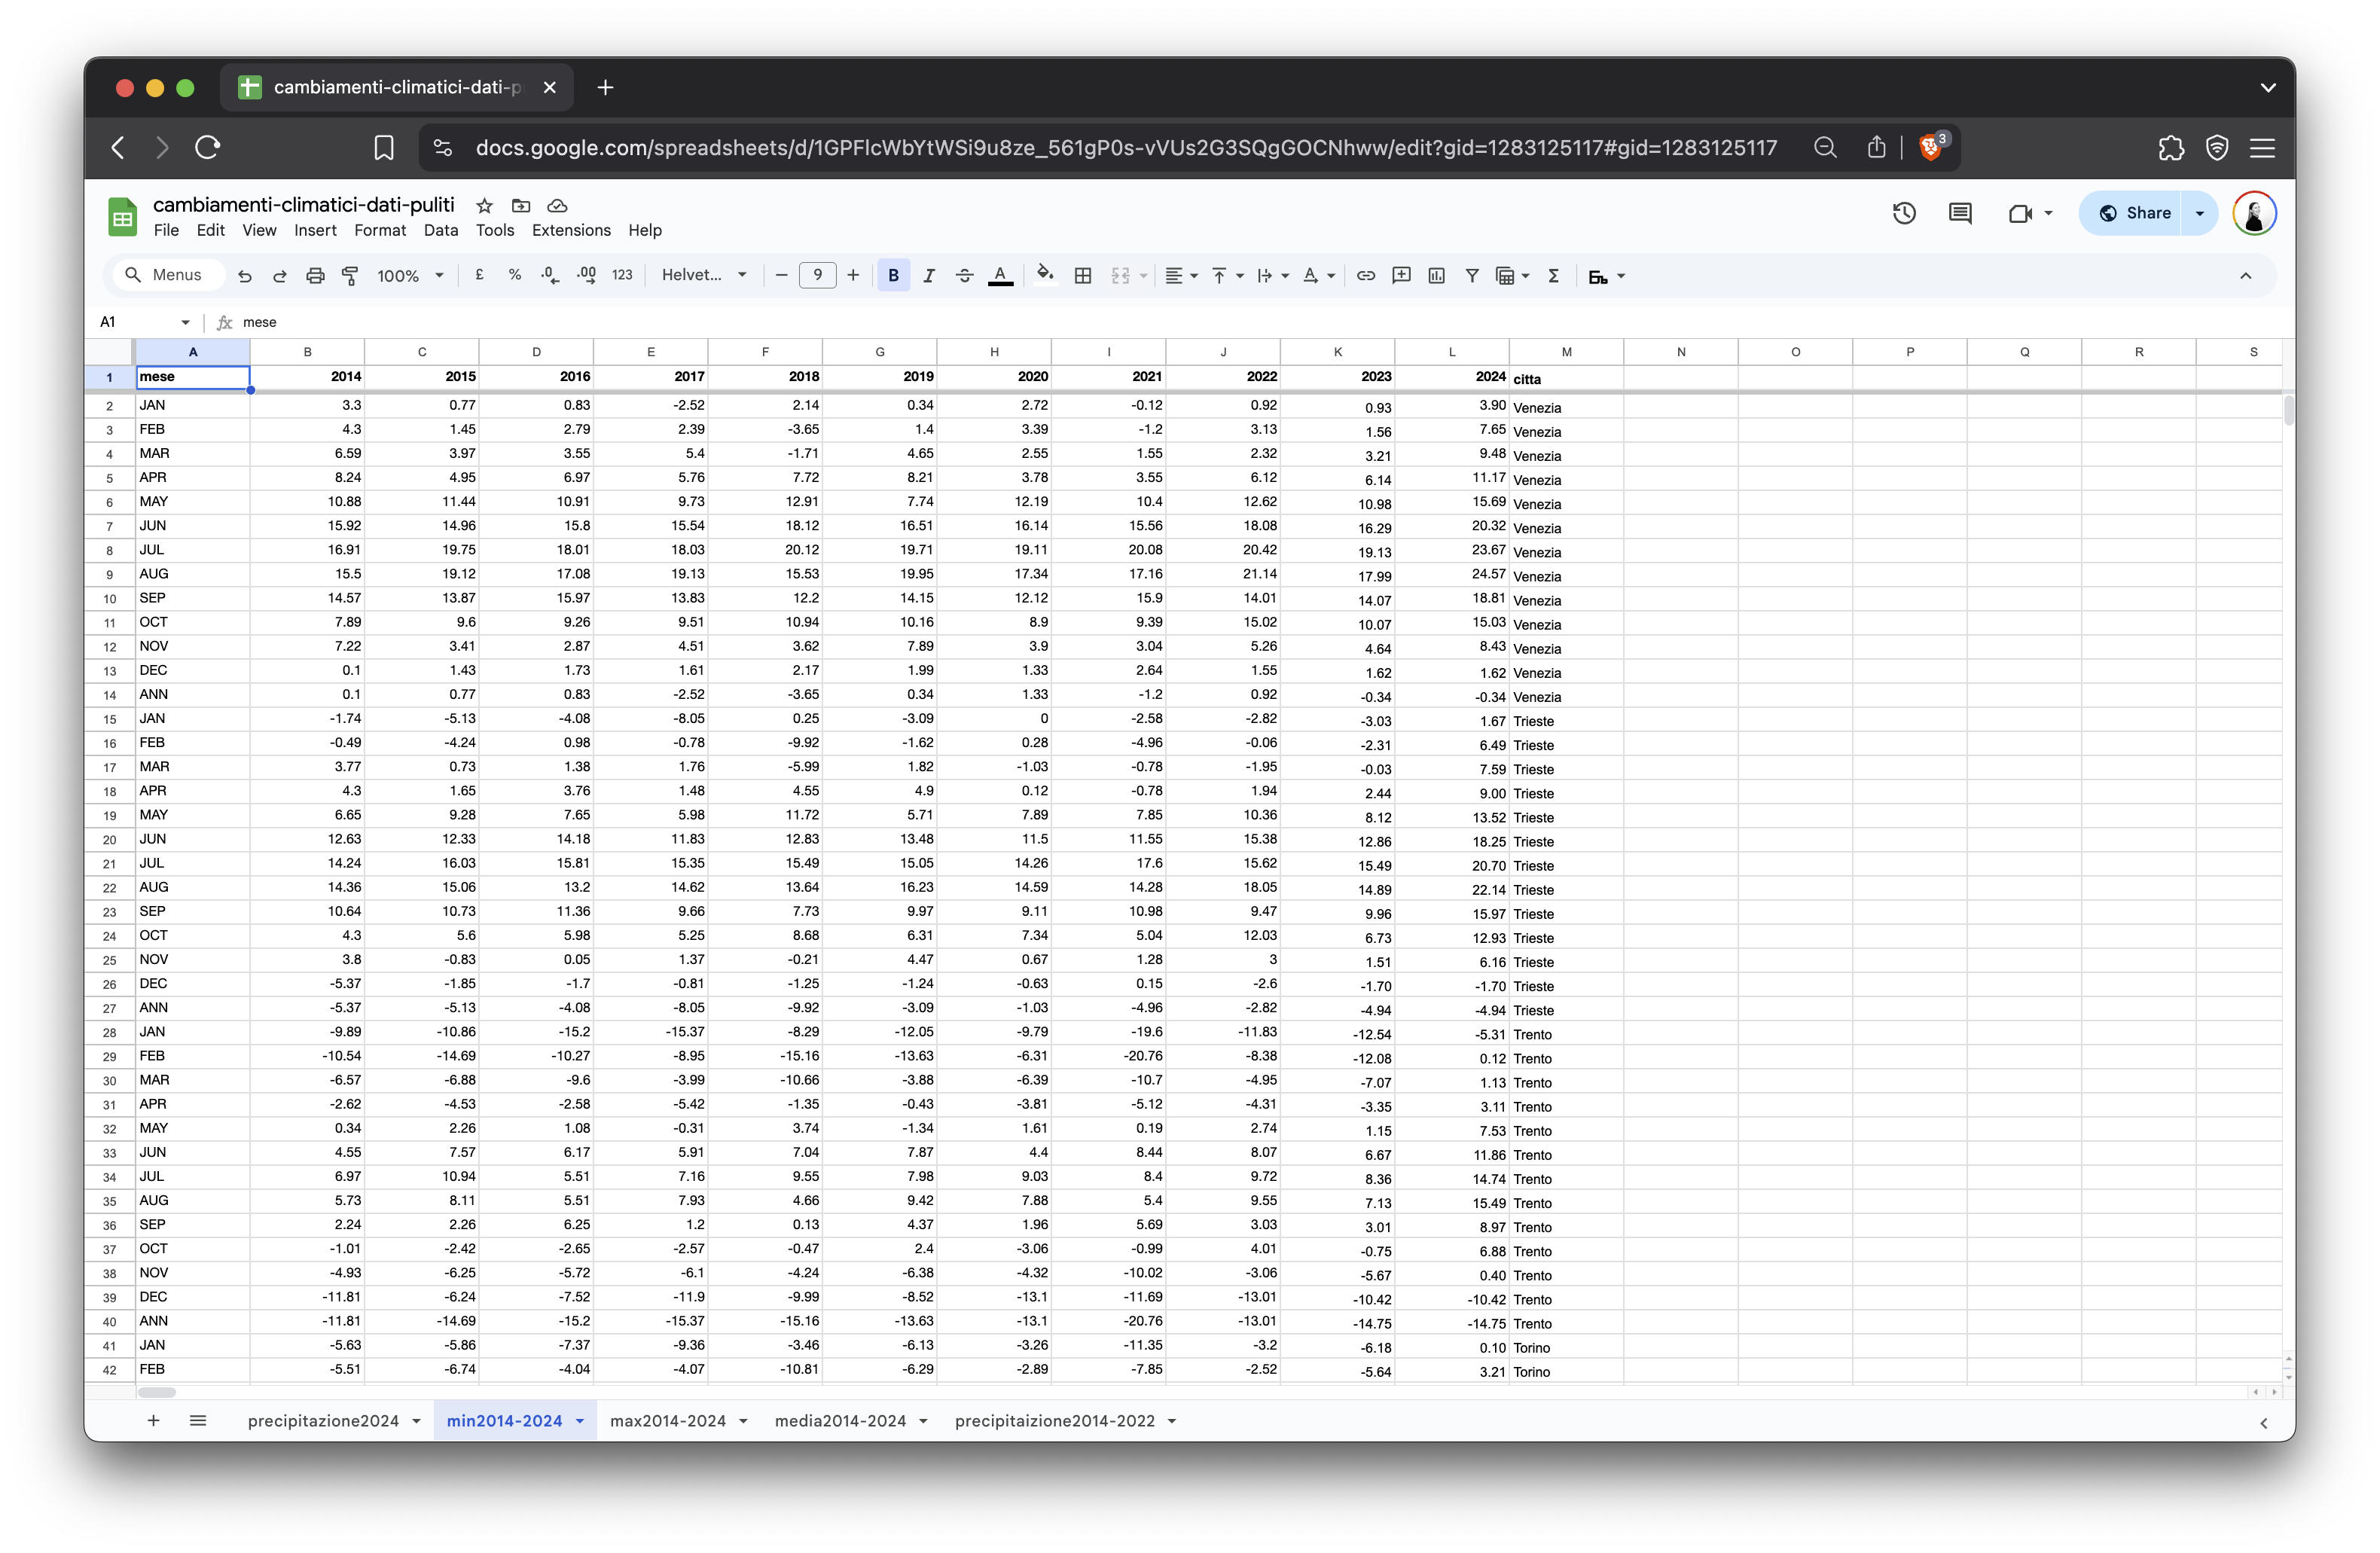 cambiamenti-climatici-dati-p
docs.google.com/spreadsheets/d/1GPFlcWbYtWSi9u8ze_561gP0s-vVUs2G3SQgGOCNhww/edit?gid=1283125117#gid=1283125117 3
cambiamenti-climatici-dati-puliti
File Edit View Insert Format Data Tools Extensions Help
Share
Menus 100% £ % .0 .00 123 Helvet... 9 B I A
A1 fx mese
A B C D E F G H I J K L M N O P Q R S
1 mese 2014 2015 2016 2017 2018 2019 2020 2021 2022 2023 2024 citta
2 JAN 3.3 0.77 0.83 -2.52 2.14 0.34 2.72 -0.12 0.92 0.93 3.90 Venezia
3 FEB 4.3 1.45 2.79 2.39 -3.65 1.4 3.39 -1.2 3.13 1.56 7.65 Venezia
4 MAR 6.59 3.97 3.55 5.4 -1.71 4.65 2.55 1.55 2.32 3.21 9.48 Venezia
5 APR 8.24 4.95 6.97 5.76 7.72 8.21 3.78 3.55 6.12 6.14 11.17 Venezia
6 MAY 10.88 11.44 10.91 9.73 12.91 7.74 12.19 10.4 12.62 10.98 15.69 Venezia
7 JUN 15.92 14.96 15.8 15.54 18.12 16.51 16.14 15.56 18.08 16.29 20.32 Venezia
8 JUL 16.91 19.75 18.01 18.03 20.12 19.71 19.11 20.08 20.42 19.13 23.67 Venezia
9 AUG 15.5 19.12 17.08 19.13 15.53 19.95 17.34 17.16 21.14 17.99 24.57 Venezia
10 SEP 14.57 13.87 15.97 13.83 12.2 14.15 12.12 15.9 14.01 14.07 18.81 Venezia
11 OCT 7.89 9.6 9.26 9.51 10.94 10.16 8.9 9.39 15.02 10.07 15.03 Venezia
12 NOV 7.22 3.41 2.87 4.51 3.62 7.89 3.9 3.04 5.26 4.64 8.43 Venezia
13 DEC 0.1 1.43 1.73 1.61 2.17 1.99 1.33 2.64 1.55 1.62 1.62 Venezia
14 ANN 0.1 0.77 0.83 -2.52 -3.65 0.34 1.33 -1.2 0.92 -0.34 -0.34 Venezia
15 JAN -1.74 -5.13 -4.08 -8.05 0.25 -3.09 0 -2.58 -2.82 -3.03 1.67 Trieste
16 FEB -0.49 -4.24 0.98 -0.78 -9.92 -1.62 0.28 -4.96 -0.06 -2.31 6.49 Trieste
17 MAR 3.77 0.73 1.38 1.76 -5.99 1.82 -1.03 -0.78 -1.95 -0.03 7.59 Trieste
18 APR 4.3 1.65 3.76 1.48 4.55 4.9 0.12 -0.78 1.94 2.44 9.00 Trieste
19 MAY 6.65 9.28 7.65 5.98 11.72 5.71 7.89 7.85 10.36 8.12 13.52 Trieste
20 JUN 12.63 12.33 14.18 11.83 12.83 13.48 11.5 11.55 15.38 12.86 18.25 Trieste
21 JUL 14.24 16.03 15.81 15.35 15.49 15.05 14.26 17.6 15.62 15.49 20.70 Trieste
22 AUG 14.36 15.06 13.2 14.62 13.64 16.23 14.59 14.28 18.05 14.89 22.14 Trieste
23 SEP 10.64 10.73 11.36 9.66 7.73 9.97 9.11 10.98 9.47 9.96 15.97 Trieste
24 OCT 4.3 5.6 5.98 5.25 8.68 6.31 7.34 5.04 12.03 6.73 12.93 Trieste
25 NOV 3.8 -0.83 0.05 1.37 -0.21 4.47 0.67 1.28 3 1.51 6.16 Trieste
26 DEC -5.37 -1.85 -1.7 -0.81 -1.25 -1.24 -0.63 0.15 -2.6 -1.70 -1.70 Trieste
27 ANN -5.37 -5.13 -4.08 -8.05 -9.92 -3.09 -1.03 -4.96 -2.82 -4.94 -4.94 Trieste
28 JAN -9.89 -10.86 -15.2 -15.37 -8.29 -12.05 -9.79 -19.6 -11.83 -12.54 -5.31 Trento
29 FEB -10.54 -14.69 -10.27 -8.95 -15.16 -13.63 -6.31 -20.76 -8.38 -12.08 0.12 Trento
30 MAR -6.57 -6.88 -9.6 -3.99 -10.66 -3.88 -6.39 -10.7 -4.95 -7.07 1.13 Trento
31 APR -2.62 -4.53 -2.58 -5.42 -1.35 -0.43 -3.81 -5.12 -4.31 -3.35 3.11 Trento
32 MAY 0.34 2.26 1.08 -0.31 3.74 -1.34 1.61 0.19 2.74 1.15 7.53 Trento
33 JUN 4.55 7.57 6.17 5.91 7.04 7.87 4.4 8.44 8.07 6.67 11.86 Trento
34 JUL 6.97 10.94 5.51 7.16 9.55 7.98 9.03 8.4 9.72 8.36 14.74 Trento
35 AUG 5.73 8.11 5.51 7.93 4.66 9.42 7.88 5.4 9.55 7.13 15.49 Trento
36 SEP 2.24 2.26 6.25 1.2 0.13 4.37 1.96 5.69 3.03 3.01 8.97 Trento
37 OCT -1.01 -2.42 -2.65 -2.57 -0.47 2.4 -3.06 -0.99 4.01 -0.75 6.88 Trento
38 NOV -4.93 -6.25 -5.72 -6.1 -4.24 -6.38 -4.32 -10.02 -3.06 -5.67 0.40 Trento
39 DEC -11.81 -6.24 -7.52 -11.9 -9.99 -8.52 -13.1 -11.69 -13.01 -10.42 -10.42 Trento
40 ANN -11.81 -14.69 -15.2 -15.37 -15.16 -13.63 -13.1 -20.76 -13.01 -14.75 -14.75 Trento
41 JAN -5.63 -5.86 -7.37 -9.36 -3.46 -6.13 -3.26 -11.35 -3.2 -6.18 0.10 Torino
42 FEB -5.51 -6.74 -4.04 -4.07 -10.81 -6.29 -2.89 -7.85 -2.52 -5.64 3.21 Torino
precipitazione2024 min2014-2024 max2014-2024 media2014-2024 precipitaizione2014-2022